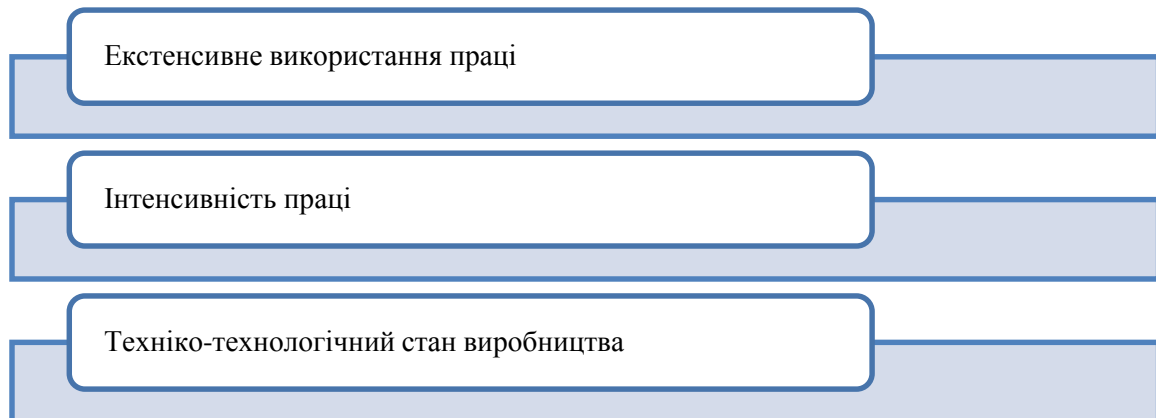 Екстенсивне використання праці
Інтенсивність праці
Техніко-технологічний стан виробництва